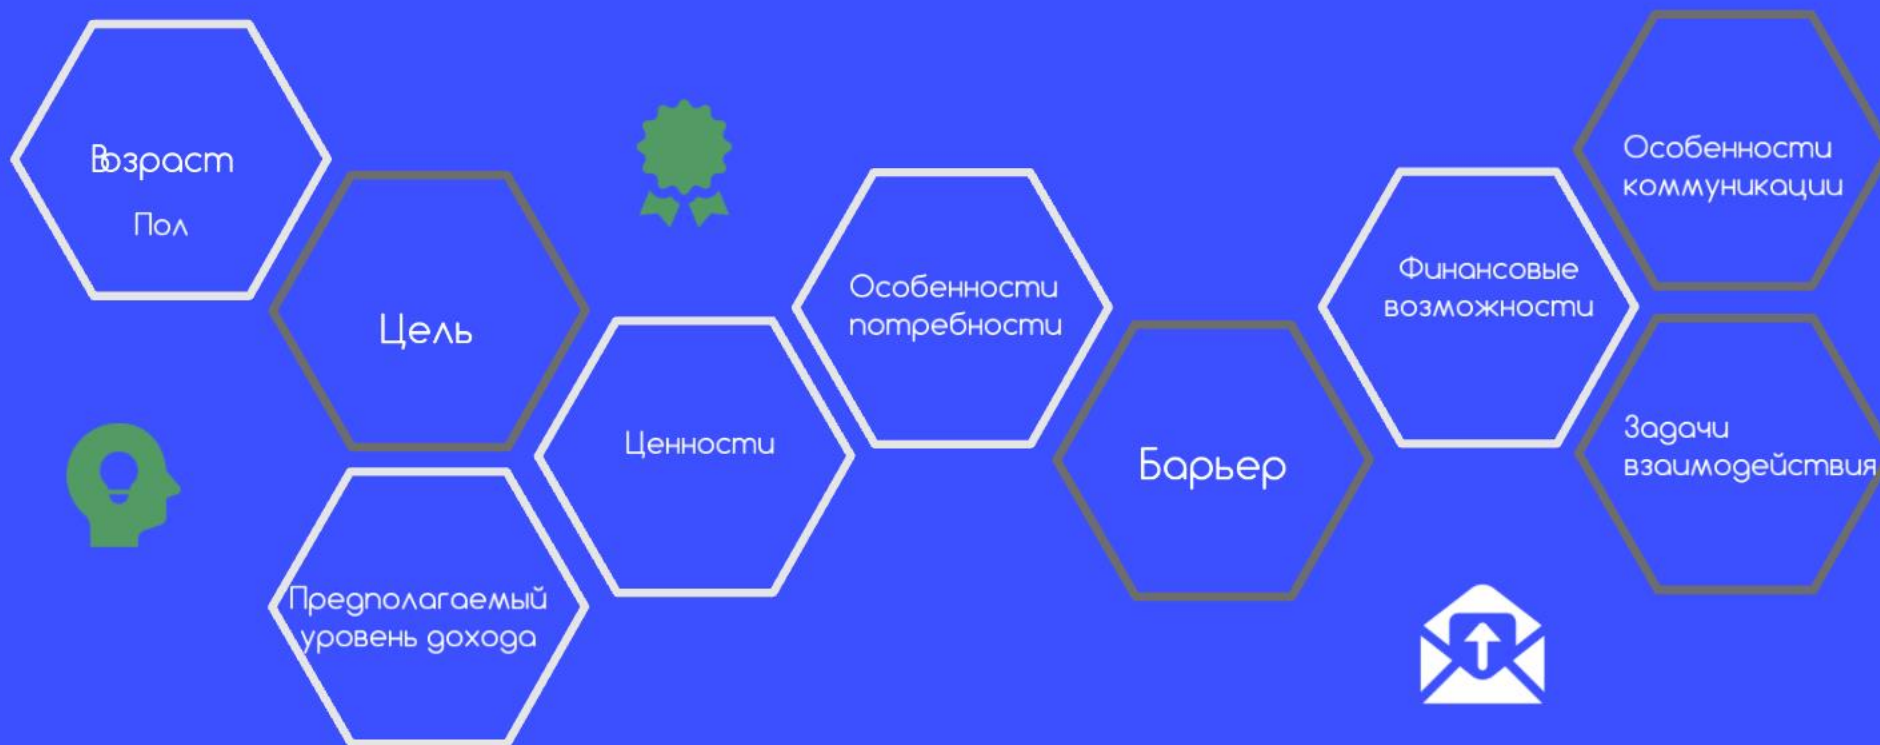 Возраст
Пол
Цель
Предполагаемый
уровень дохода
Ценности
Особенности
потребности
Барьер
Финансовые
возможности
Особенности
коммуникации
Задачи
взаимодействия